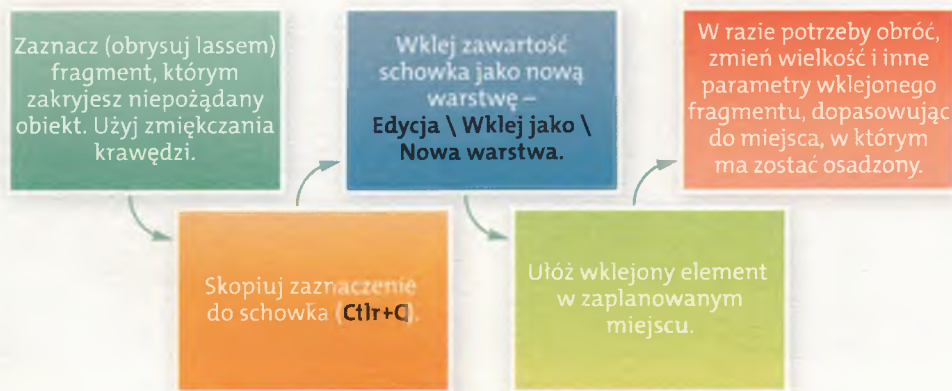 Zaznacz (obrysuj lassem)
fragment, którym
zakryjesz niepożądany
obiekt. Użyj zmiękczania
krawędzi.
Skopiuj zaznaczenie
do schowka (Ctlr+C).
Wklej zawartość
schowka jako nową
warstwę –
Edycja \ Wklej jako \
Nowa warstwa.
Ułóż wklejony element
w zaplanowanym
miejscu.
W razie potrzeby obróć,
zmień wielkość i inne
parametry wklejonego
fragmentu, dopasowując
do miejsca, w którym
ma zostać osadzony.